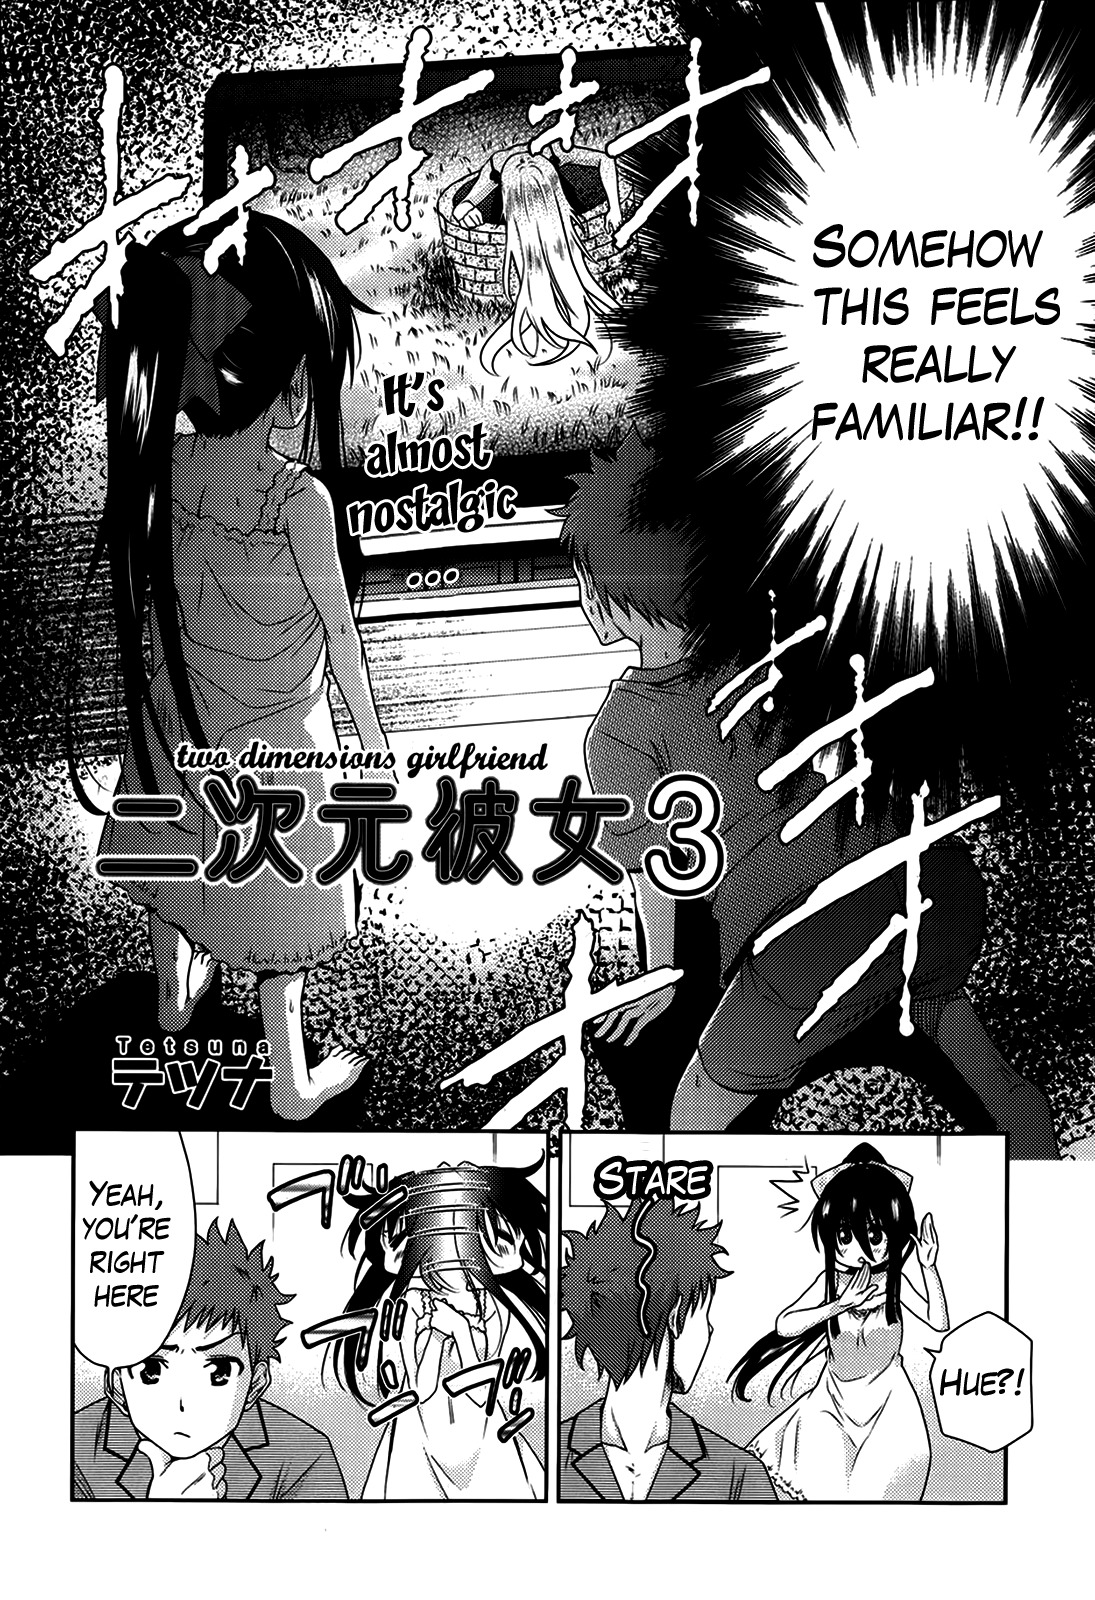 SOMEHOW
THIS FEELS
REALLY
FAMILIAR!!
It's
almost
nostalgic
...
two dimensions girlfriend
二次元彼女3
Tetsuna
テツナ
STARE
HUE?!
YEAH,
YOU'RE
RIGHT
HERE